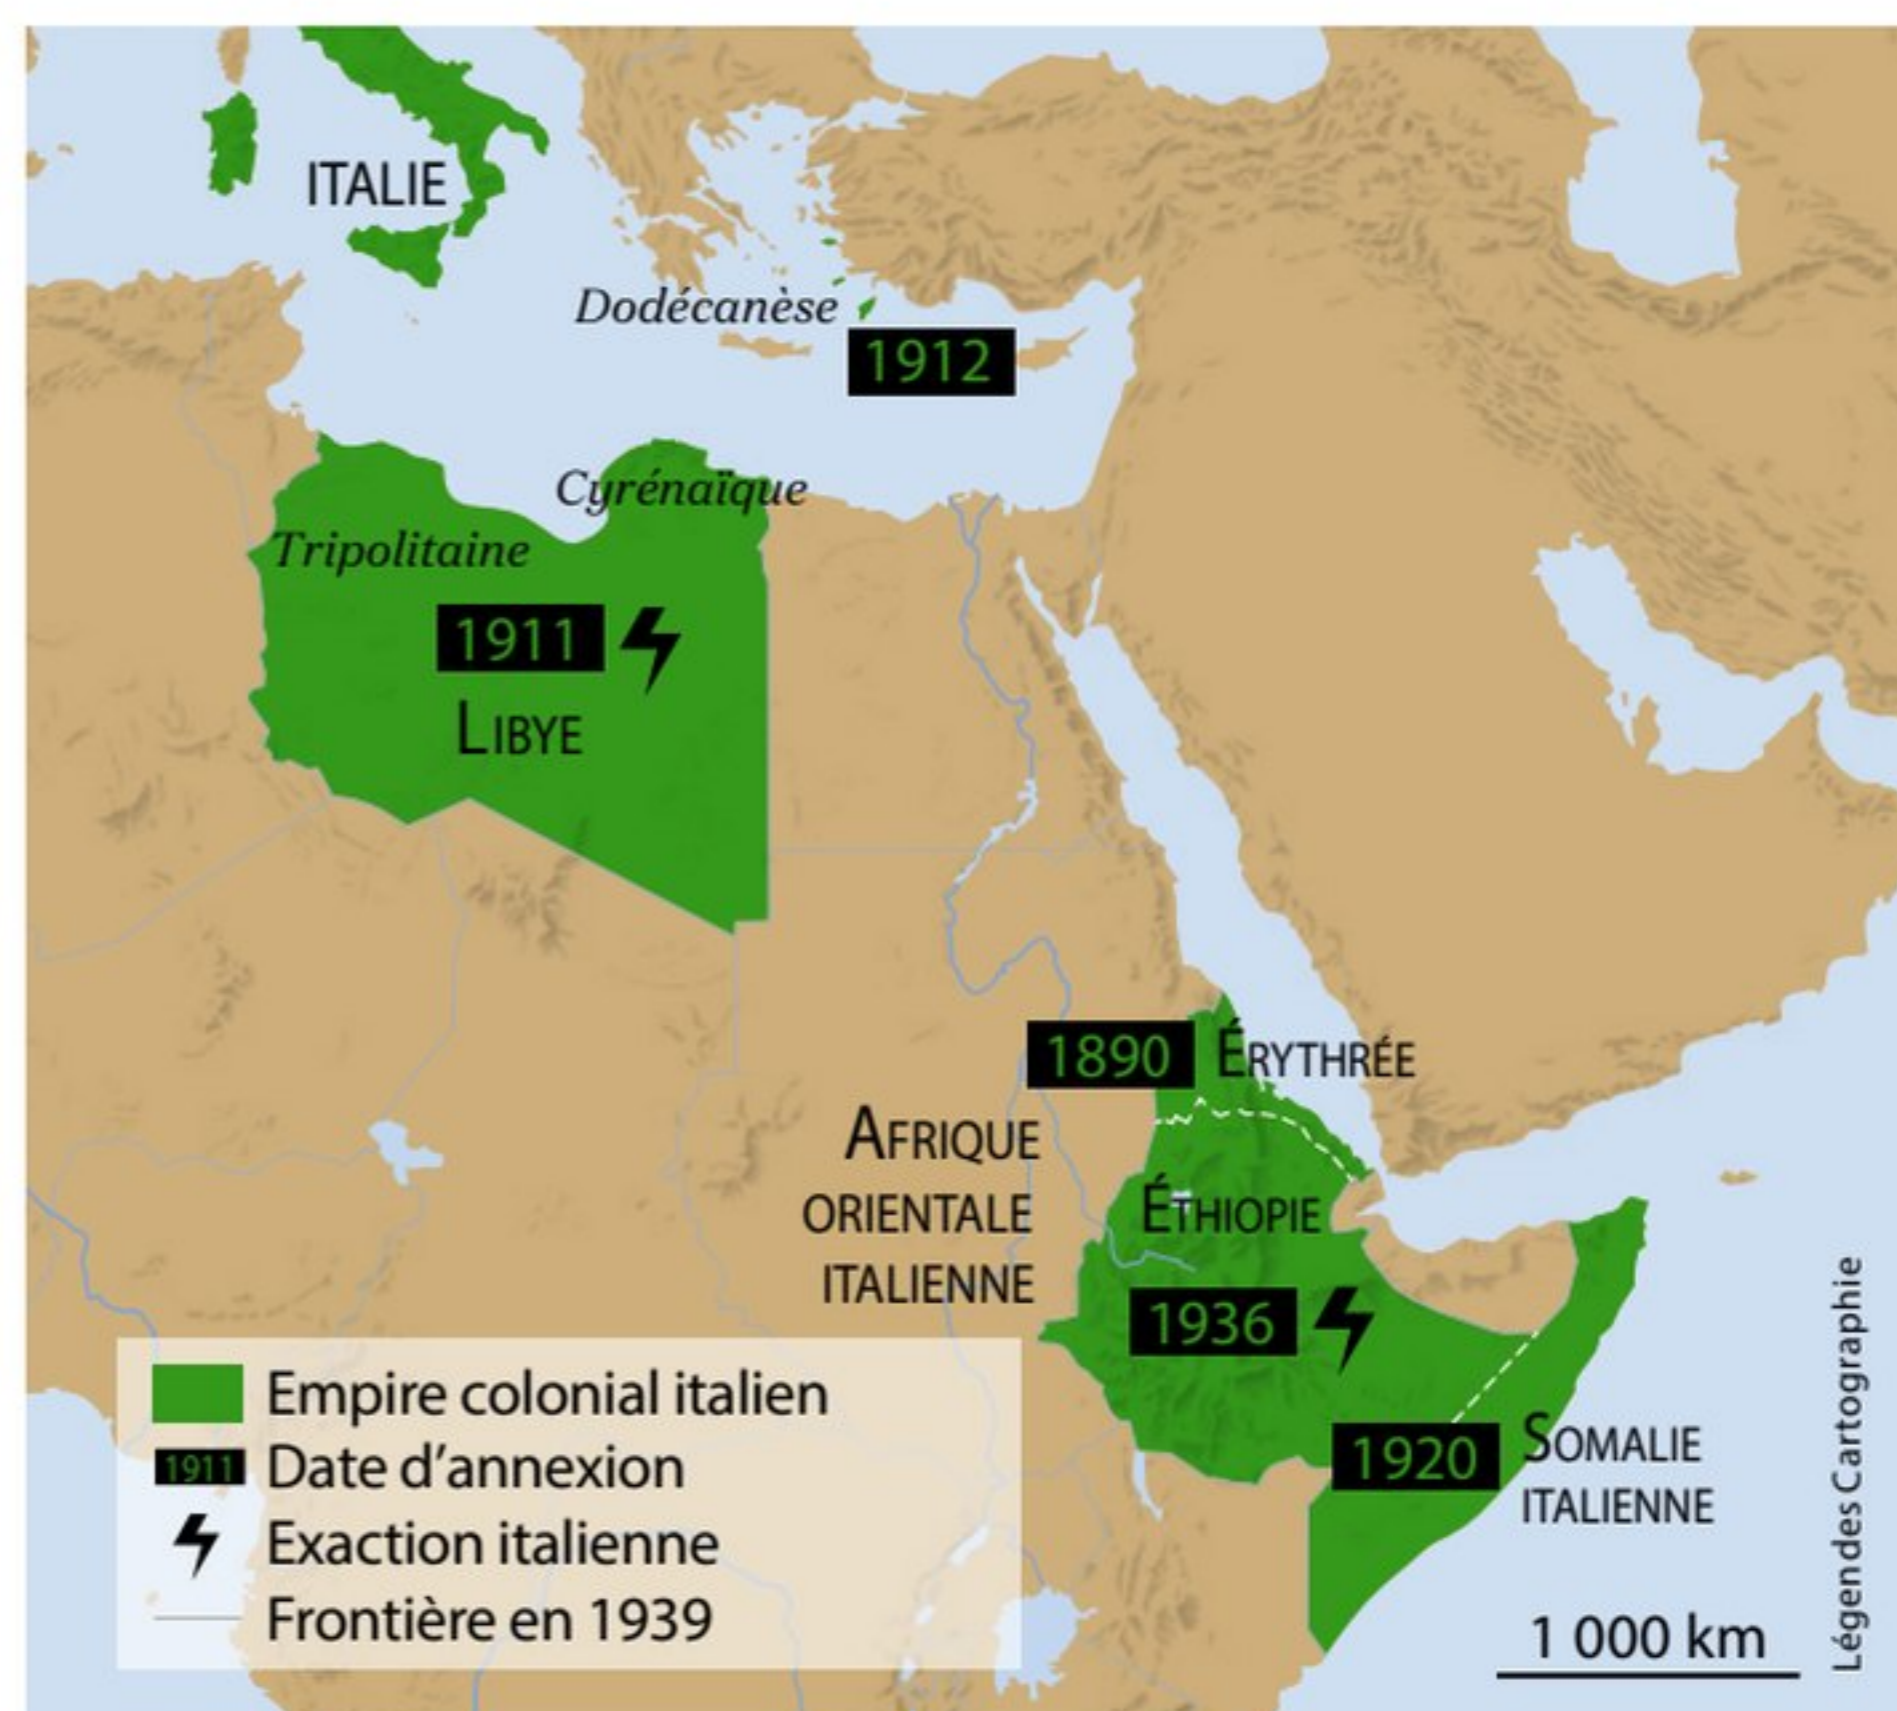 ITALIE
Dodécanèse
1912
Cyrénaïque
Tripolitaine
1911
LIBYE
1890 ÉRYTHRÉE
AFRIQUE
ORIENTALE
ITALIENNE
ÉTHIOPIE
1936
1920
SOMALIE
ITALIENNE
Empire colonial italien
1911 Date d'annexion
Exaction italienne
Frontière en 1939
1 000 km
Légendes Cartographie